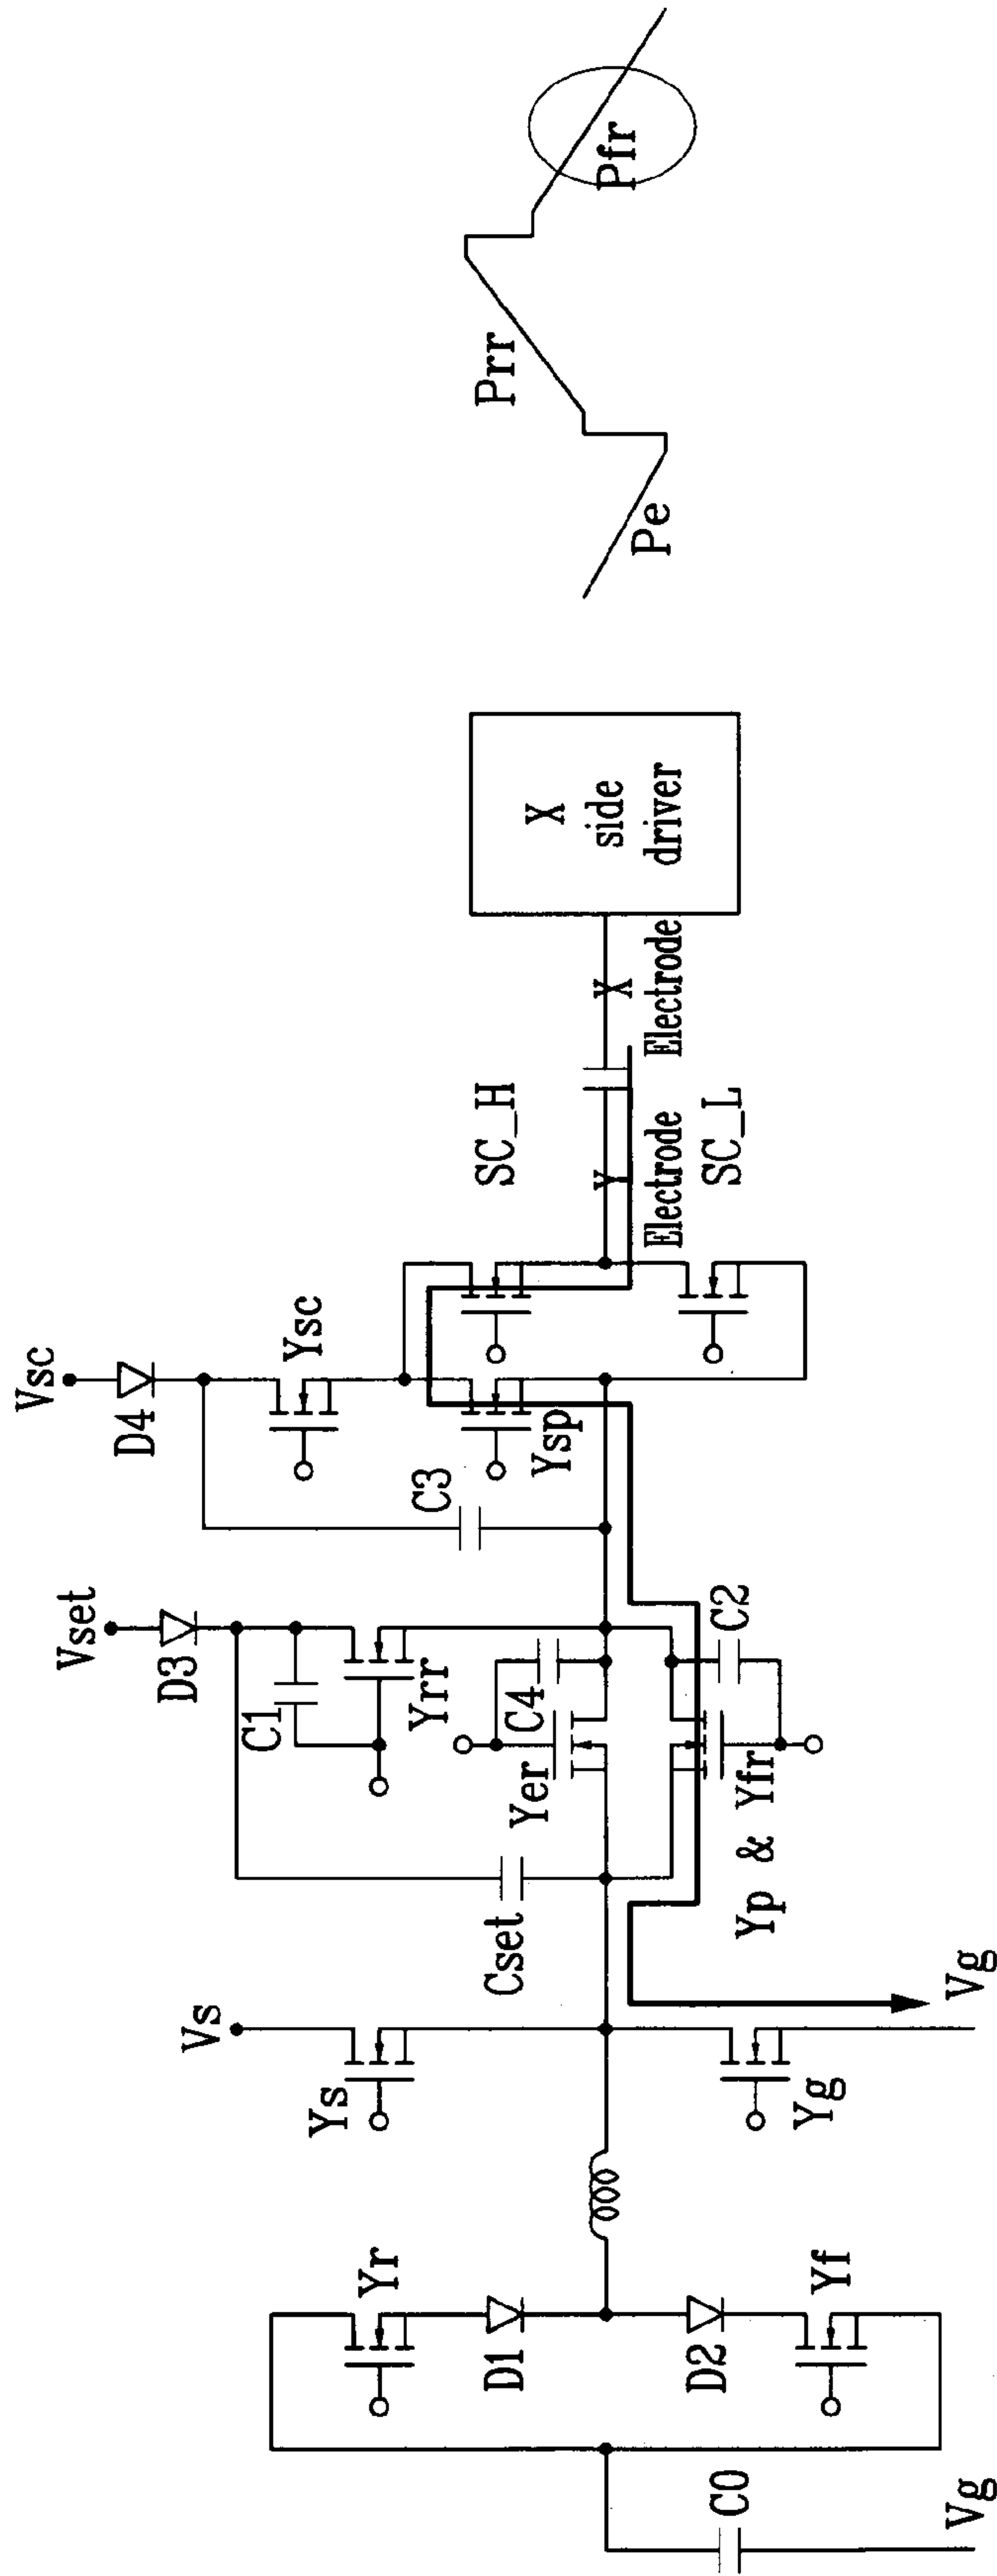 Vg
C0
Yr
D1
D2
Yf
Vs
Ys
Yg
Vg
Vset
D3
C1
Yrr
Cset
Yer
C4
Yp & Yfr
C2
Vsc
D4
Ysc
C3
Ysp
SC_H
Y
Electrode
SC_L
X
Electrode
X
side
driver
Pe
Prr
Pfr